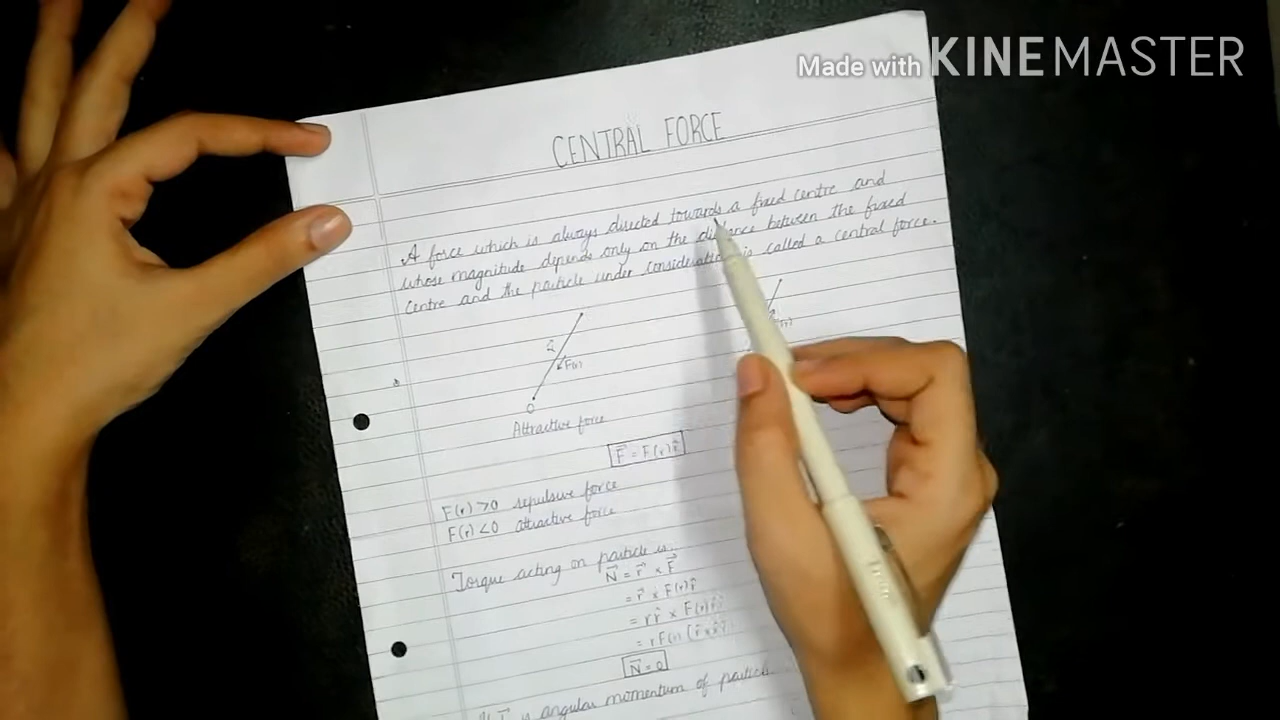 Made with KINEMASTER
CENTRAL FORCE
A force which is always directed towards a fixed centre and
whose magnitude depends only on the distance between the fixed
centre and the particle under consideration is called a central force.
F(r)
O
Attractive force
F⃗ = F(r) r̂
F(r) > 0 repulsive force
F(r) < 0 attractive force
Torque acting on particle is,
N⃗ = r⃗ × F⃗
= r⃗ × F(r) r̂
= r r̂ × F(r) r̂
= r F(r) (r̂ × r̂)
N⃗ = 0
is angular momentum of particle